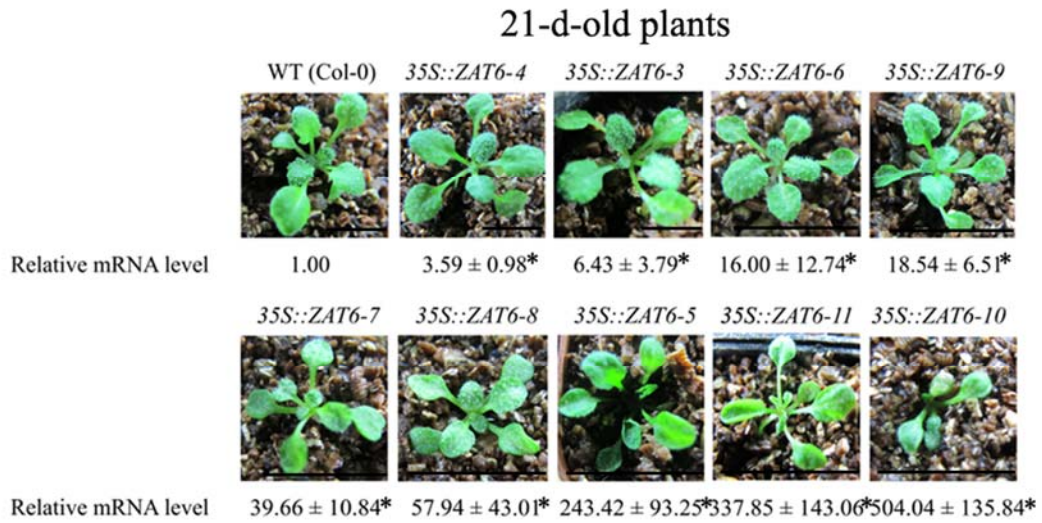 21-d-old plants
WT (Col-0) 35S::ZAT6-4 35S::ZAT6-3 35S::ZAT6-6 35S::ZAT6-9
Relative mRNA level 1.00 3.59 ± 0.98* 6.43 ± 3.79* 16.00 ± 12.74* 18.54 ± 6.51*
35S::ZAT6-7 35S::ZAT6-8 35S::ZAT6-5 35S::ZAT6-11 35S::ZAT6-10
Relative mRNA level 39.66 ± 10.84* 57.94 ± 43.01* 243.42 ± 93.25* 337.85 ± 143.06* 504.04 ± 135.84*